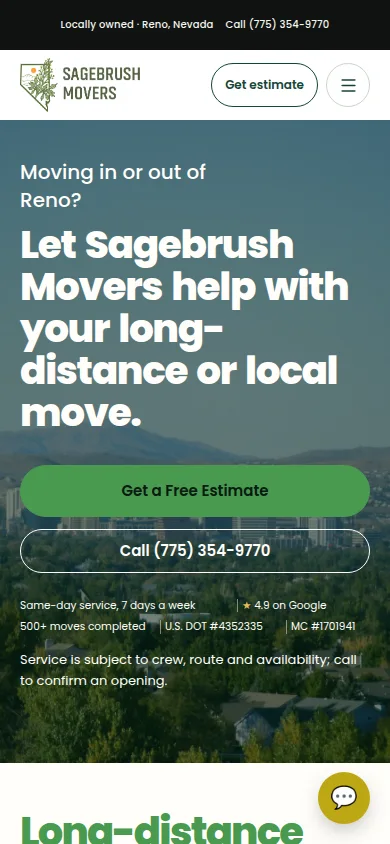 Locally owned · Reno, Nevada Call (775) 354-9770
SAGEBRUSH
MOVERS
Get estimate
Moving in or out of
Reno?
Let Sagebrush
Movers help with
your long-
distance or local
move.
Get a Free Estimate
Call (775) 354-9770
Same-day service, 7 days a week | ★ 4.9 on Google
500+ moves completed | U.S. DOT #4352335 | MC #1701941
Service is subject to crew, route and availability; call
to confirm an opening.
Long-distance